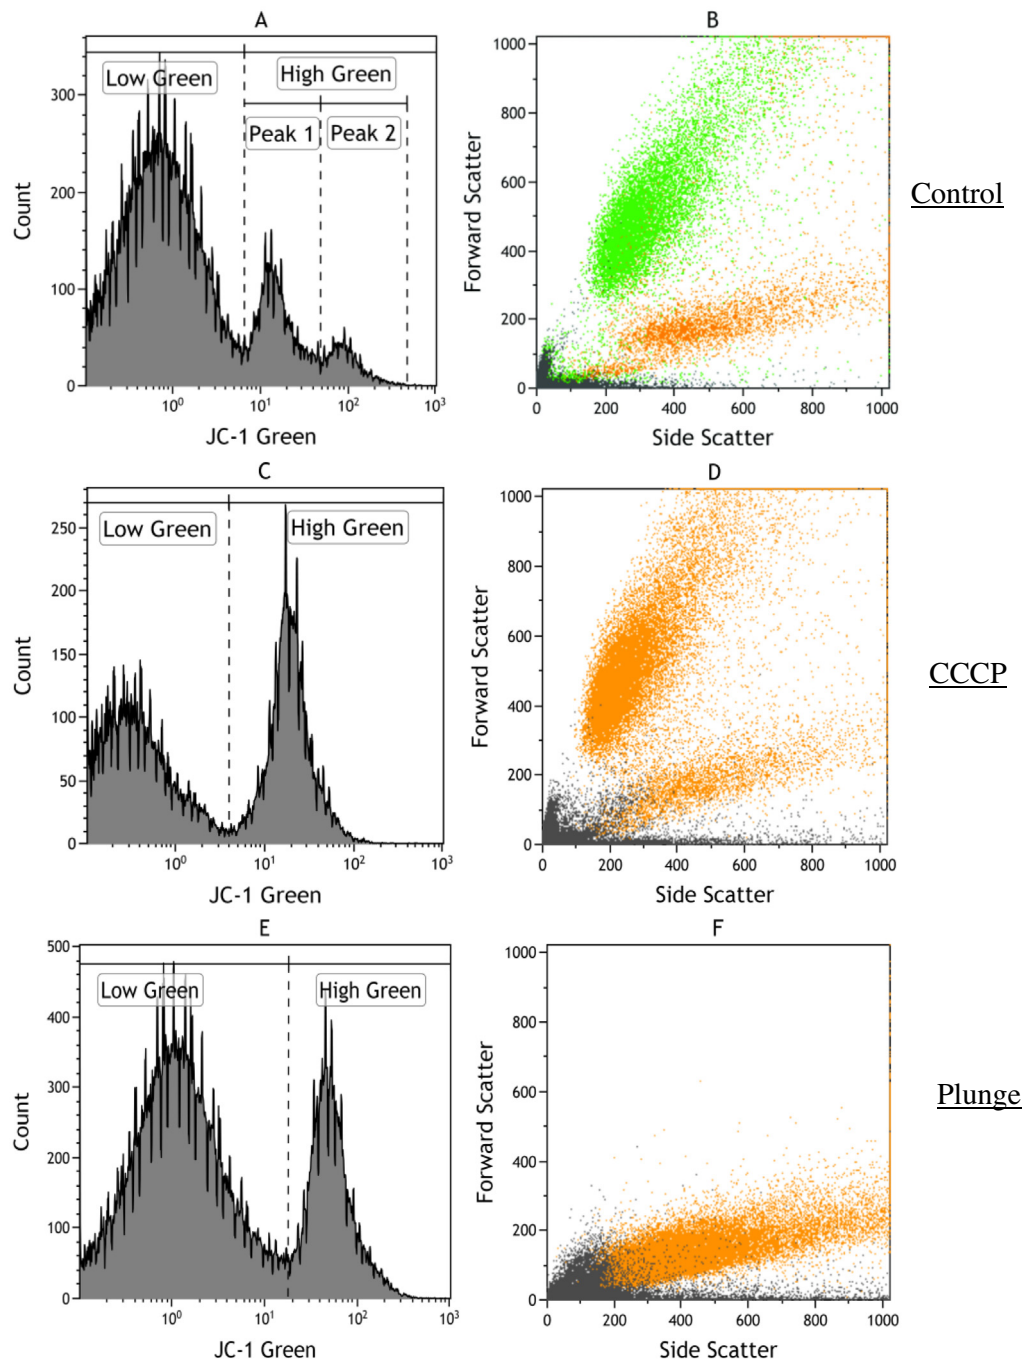 A
Low Green
High Green
Peak 1
Peak 2
300
200
100
0
10⁰
10¹
10²
10³
Count
JC-1 Green
B
1000
800
600
400
200
0
0
200
400
600
800
1000
Forward Scatter
Side Scatter
Control
C
Low Green
High Green
250
200
150
100
50
0
10⁰
10¹
10²
10³
Count
JC-1 Green
D
1000
800
600
400
200
0
0
200
400
600
800
1000
Forward Scatter
Side Scatter
CCCP
E
Low Green
High Green
500
400
300
200
100
0
10⁰
10¹
10²
10³
Count
JC-1 Green
F
1000
800
600
400
200
0
0
200
400
600
800
1000
Forward Scatter
Side Scatter
Plunge